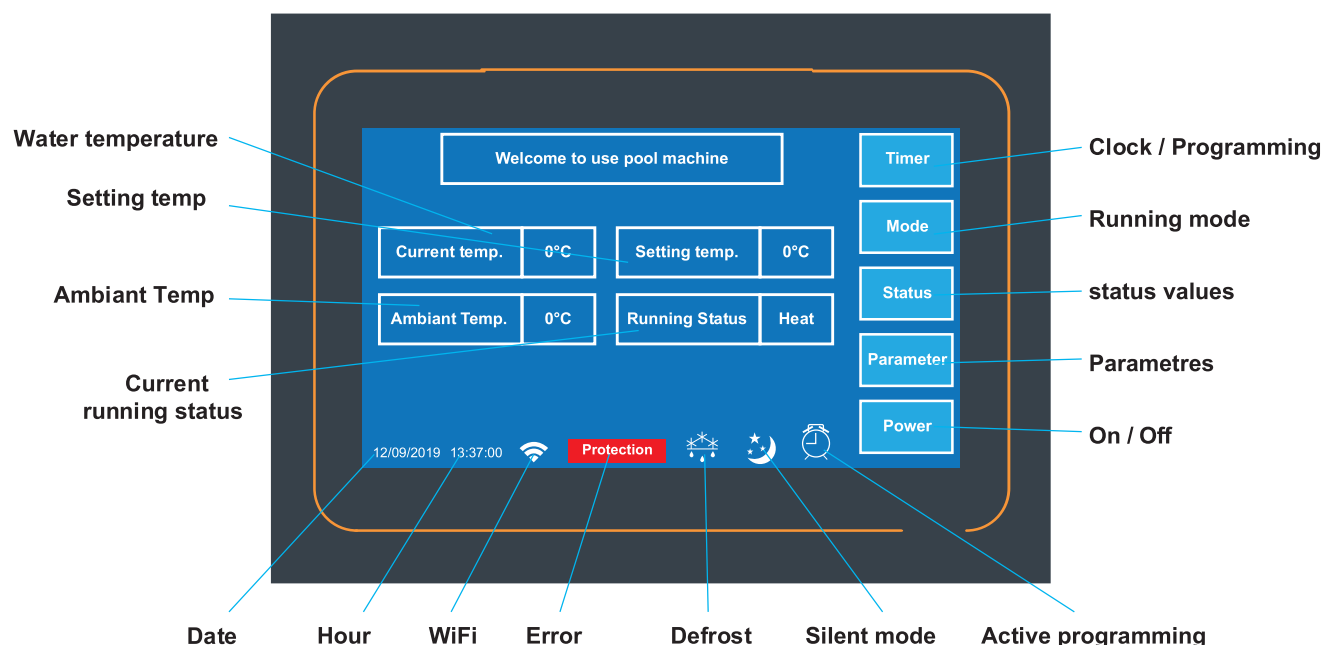 Welcome to use pool machine
Timer
Water temperature
Clock / Programming
Setting temp
Mode
Running mode
Current temp. 0°C Setting temp. 0°C
Ambiant Temp
Status
status values
Ambiant Temp. 0°C Running Status Heat
Parameter
Parametres
Current
running status
Power
On / Off
12/09/2019 13:37:00 Protection
Date Hour WiFi Error Defrost Silent mode Active programming